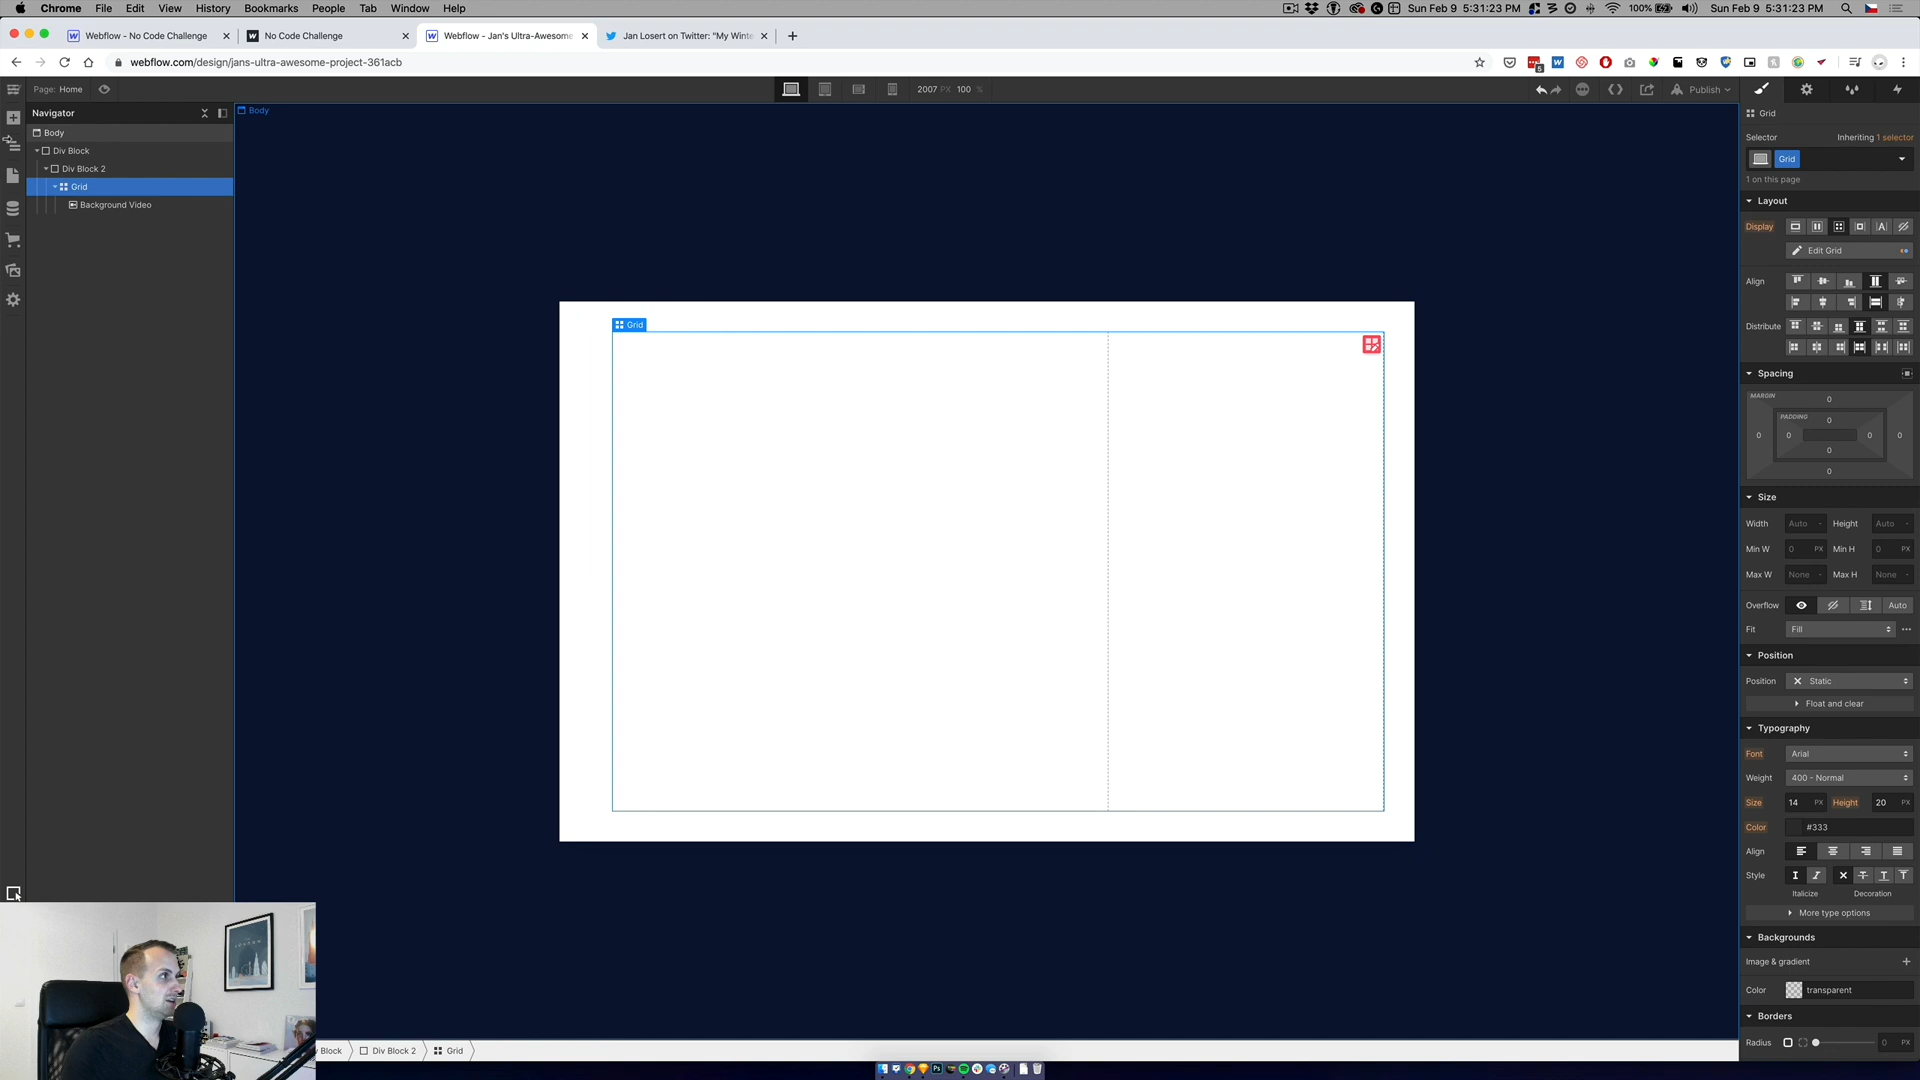 Chrome File Edit View History Bookmarks People Tab Window Help
Sun Feb 9 5:31:23 PM 100% Sun Feb 9 5:31:23 PM
Webflow - No Code Challenge
No Code Challenge
Webflow - Jan's Ultra-Awesome
Jan Losert on Twitter: "My Winte
webflow.com/design/jans-ultra-awesome-project-361acb
Page: Home
2007 PX 100 %
Publish
Navigator
Body
Div Block
Div Block 2
Grid
Background Video
Body
Grid
Grid
Selector
Inheriting 1 selector
Grid
1 on this page
Layout
Display
Edit Grid
Align
Distribute
Spacing
MARGIN
0
PADDING
0
0 0 0 0
0
0
Size
Width Auto - Height Auto -
Min W 0 PX Min H 0 PX
Max W None - Max H None -
Overflow Auto
Fit Fill
Position
Position Static
Float and clear
Typography
Font Arial
Weight 400 - Normal
Size 14 PX Height 20 PX
Color #333
Align
Style
Italicize Decoration
More type options
Backgrounds
Image & gradient
Color transparent
Borders
Radius 0 PX
v Block Div Block 2 Grid